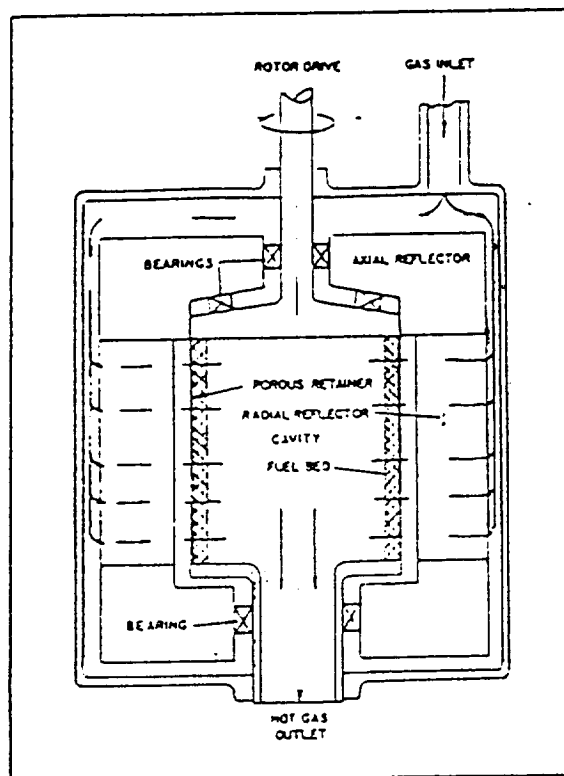 ROTOR DRIVE
GAS INLET
BEARINGS
AXIAL REFLECTOR
POROUS RETAINER
RADIAL REFLECTOR
CAVITY
FUEL BED
BEARING
HOT GAS
OUTLET